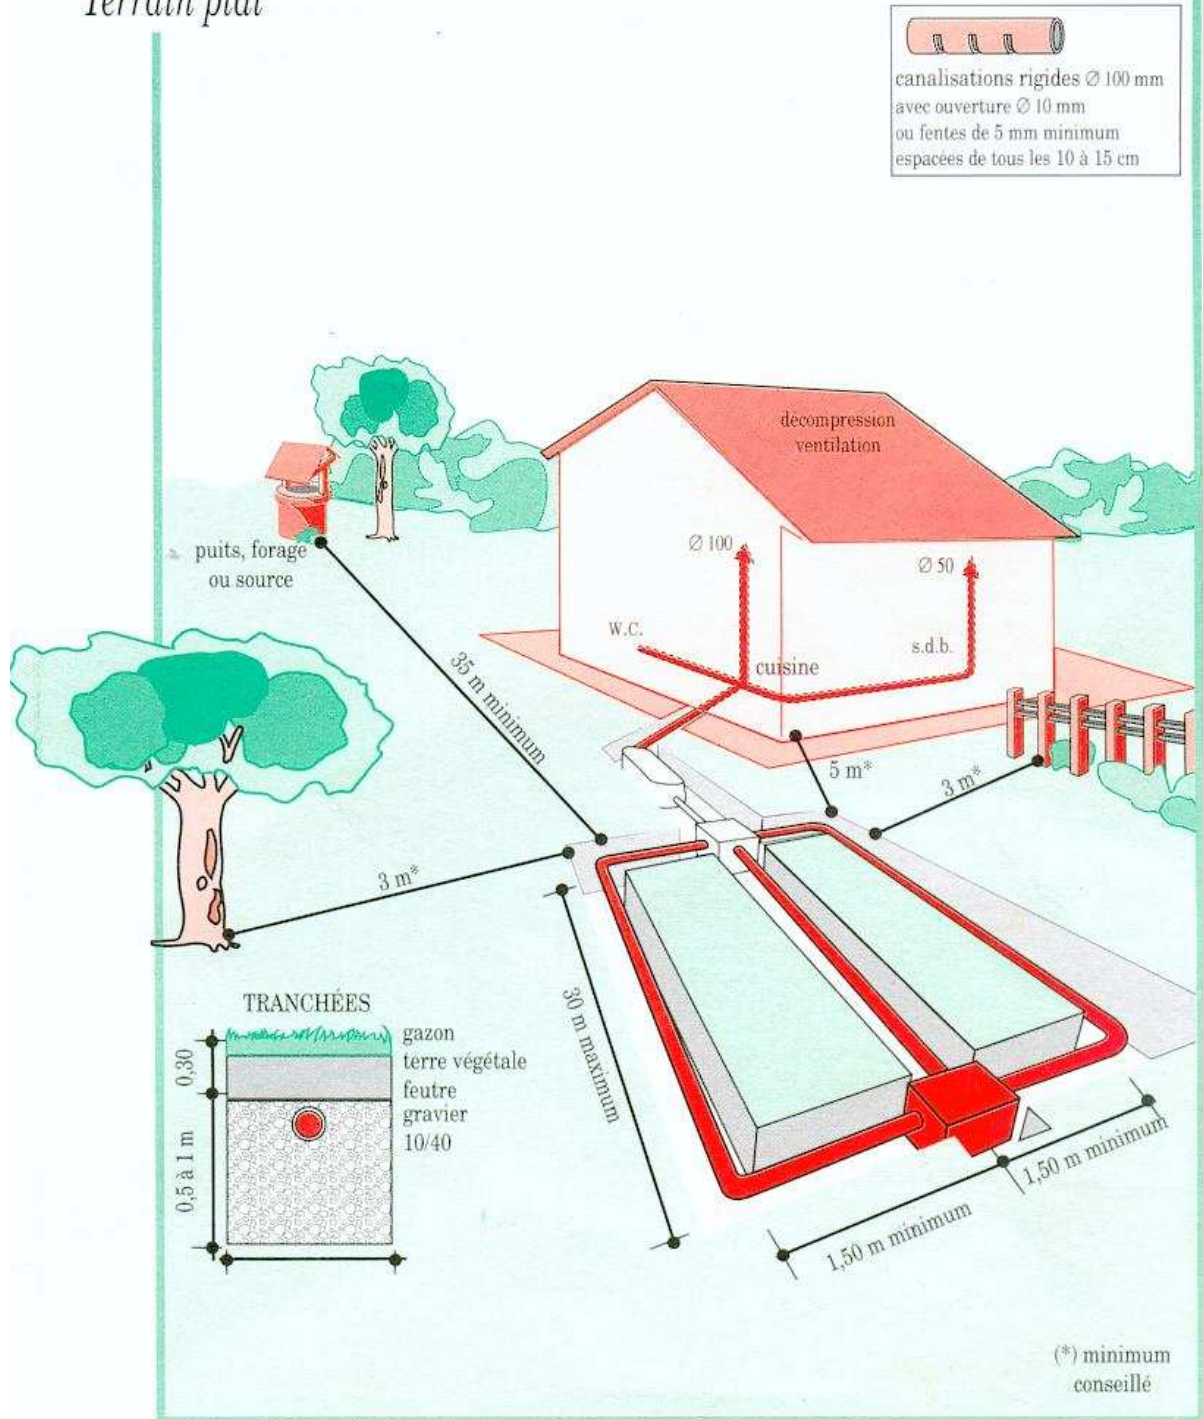 Terrain plat
canalisations rigides Ø 100 mm
avec ouverture Ø 10 mm
ou fentes de 5 mm minimum
espacées de tous les 10 à 15 cm
décompression
ventilation
puits, forage
ou source
Ø 100
Ø 50
W.C.
cuisine
s.d.b.
35 m minimum
5 m*
3 m*
3 m*
30 m maximum
TRANCHÉES
gazon
terre végétale
feutre
gravier
10/40
0,30
0,5 à 1 m
1,50 m minimum
1,50 m minimum
(*) minimum
conseillé